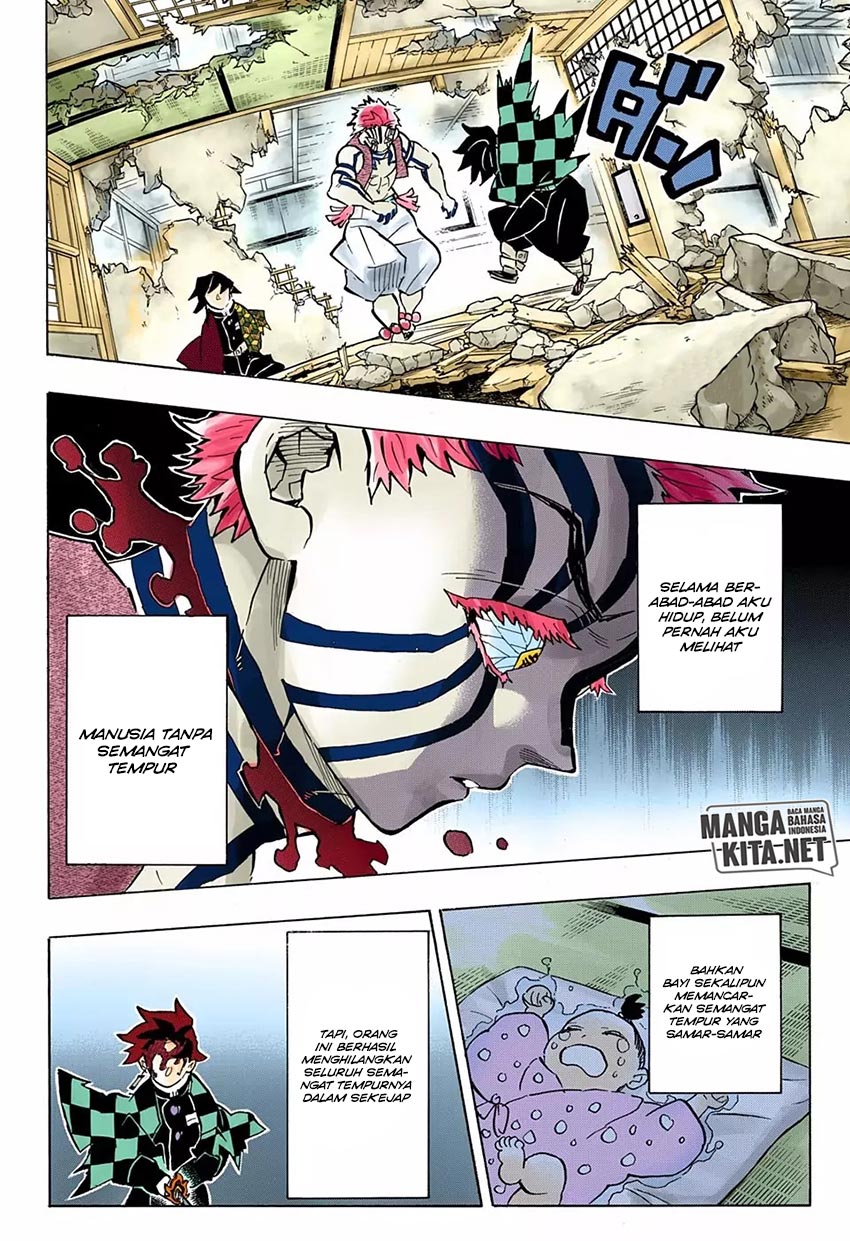 ダンッ
SELAMA BER-
ABAD-ABAD AKU
HIDUP, BELUM
PERNAH AKU
MELIHAT
MANUSIA TANPA
SEMANGAT
TEMPUR
MANGA
KITA.NET
BACA MANGA
BAHASA
INDONESIA
BAHKAN
BAYI SEKALIPUN
MEMANCAR-
KAN SEMANGAT
TEMPUR YANG
SAMAR-SAMAR
TAPI, ORANG
INI BERHASIL
MENGHILANGKAN
SELURUH SEMA-
NGAT TEMPURNYA
DALAM SEKEJAP